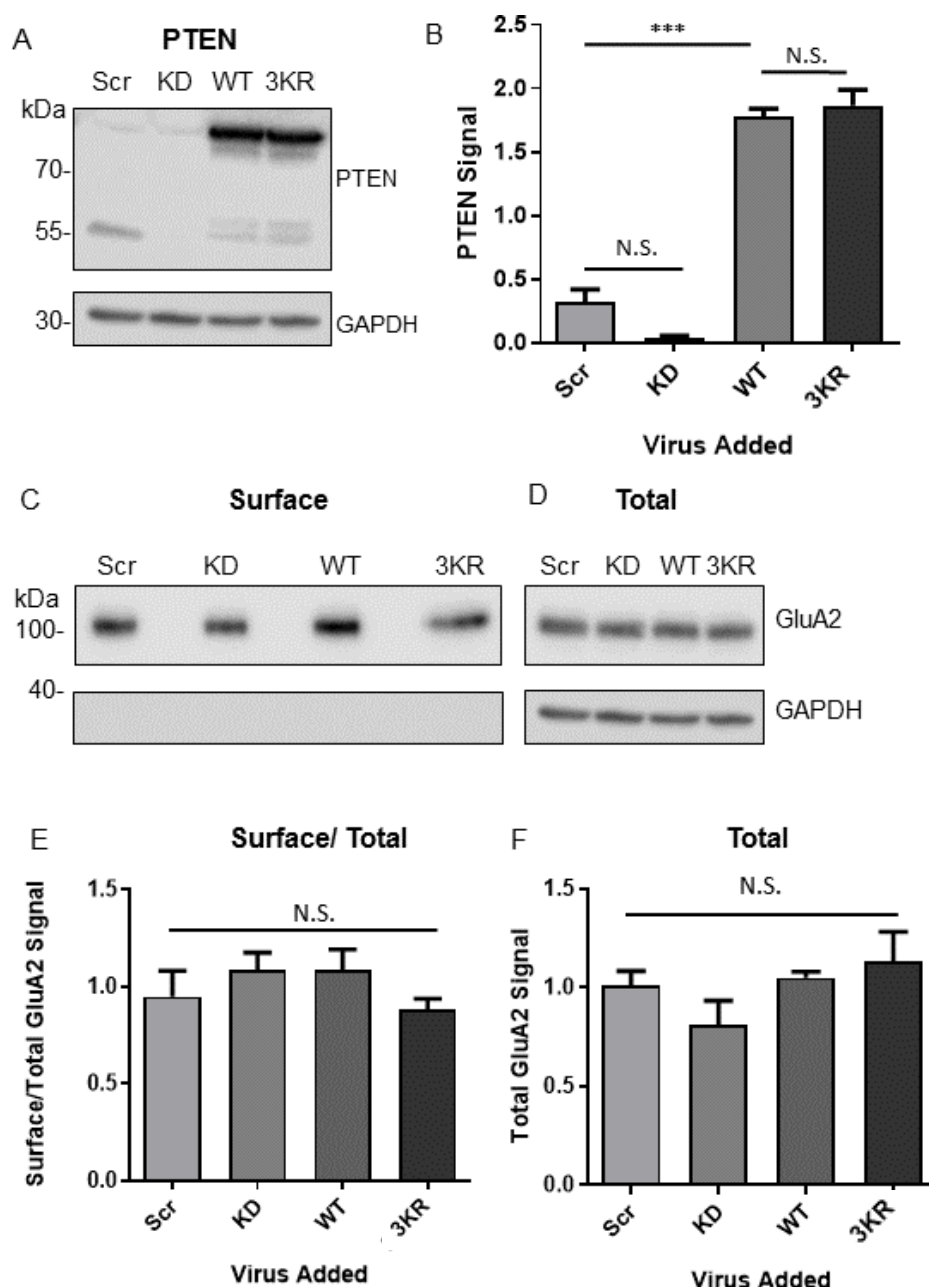 A
PTEN
Scr KD WT 3KR
kDa
70-
55-
PTEN
30-
GAPDH
B
***
N.S.
N.S.
PTEN Signal
2.5
2.0
1.5
1.0
0.5
0.0
Scr
KD
WT
3KR
Virus Added
C
Surface
Scr KD WT 3KR
kDa
100-
40-
D
Total
Scr KD WT 3KR
GluA2
GAPDH
E
Surface/ Total
N.S.
Surface/Total GluA2 Signal
1.5
1.0
0.5
0.0
Scr
KD
WT
3KR
Virus Added
F
Total
N.S.
Total GluA2 Signal
1.5
1.0
0.5
0.0
Scr
KD
WT
3KR
Virus Added